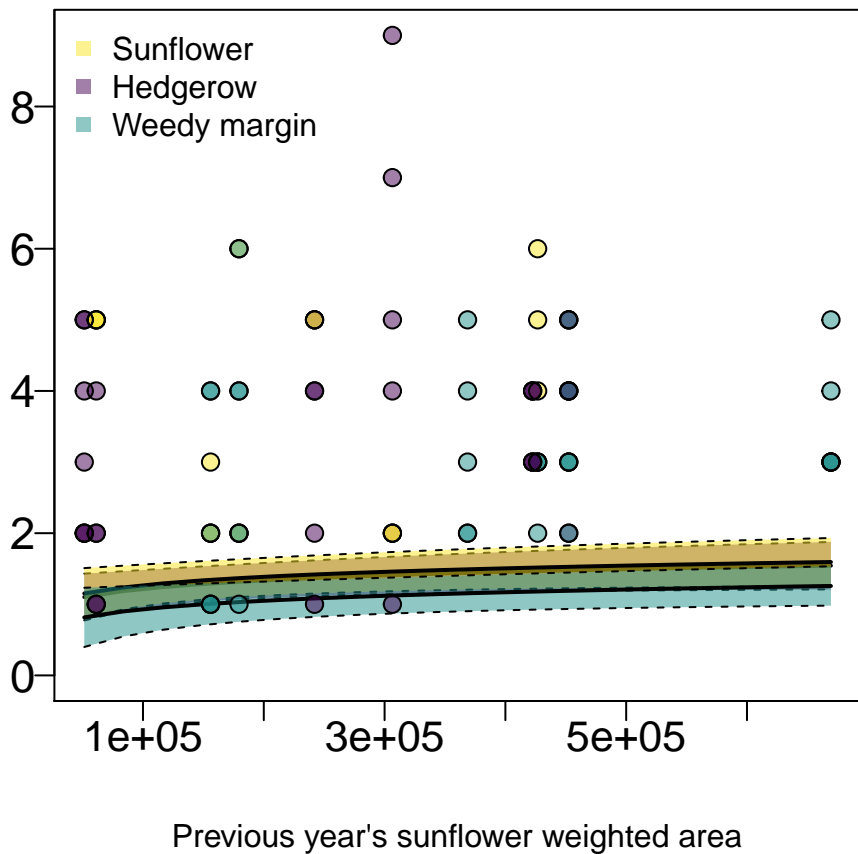 Sunflower
Hedgerow
Weedy margin
8
6
4
2
0
1e+05 3e+05 5e+05
Previous year's sunflower weighted area